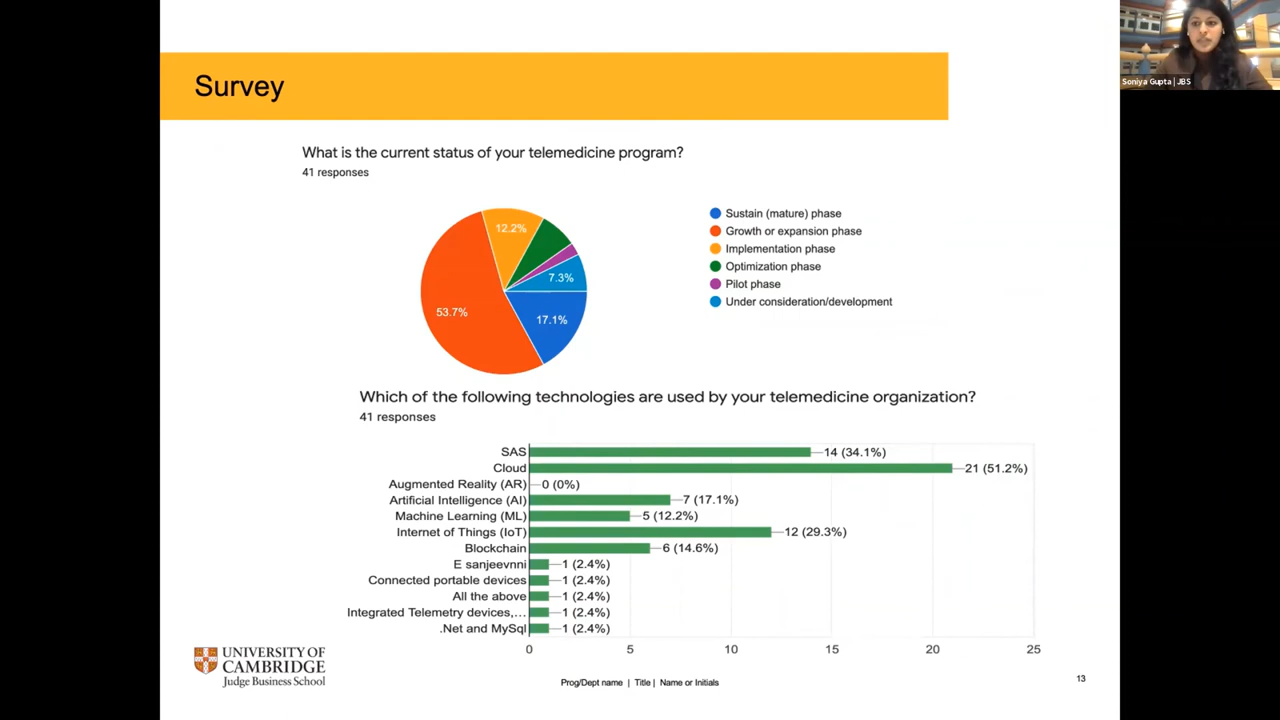 Survey
Soniya Gupta | JBS
What is the current status of your telemedicine program?
41 responses
12.2%
7.3%
53.7%
17.1%
Sustain (mature) phase
Growth or expansion phase
Implementation phase
Optimization phase
Pilot phase
Under consideration/development
Which of the following technologies are used by your telemedicine organization?
41 responses
SAS 14 (34.1%)
Cloud 21 (51.2%)
Augmented Reality (AR) 0 (0%)
Artificial Intelligence (AI) 7 (17.1%)
Machine Learning (ML) 5 (12.2%)
Internet of Things (IoT) 12 (29.3%)
Blockchain 6 (14.6%)
E sanjeevnni 1 (2.4%)
Connected portable devices 1 (2.4%)
All the above 1 (2.4%)
Integrated Telemetry devices,... 1 (2.4%)
.Net and MySql 1 (2.4%)
0 5 10 15 20 25
UNIVERSITY OF
CAMBRIDGE
Judge Business School
Prog/Dept name | Title | Name or Initials
13